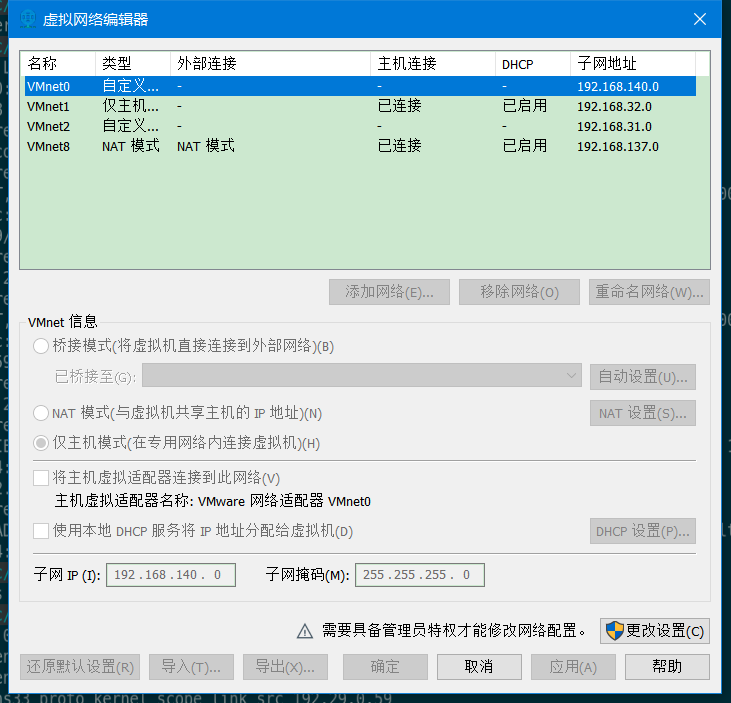 虚拟网络编辑器
名称 类型 外部连接 主机连接 DHCP 子网地址
VMnet0 自定义... - - - 192.168.140.0
VMnet1 仅主机... - 已连接 已启用 192.168.32.0
VMnet2 自定义... - - - 192.168.31.0
VMnet8 NAT 模式 NAT 模式 已连接 已启用 192.168.137.0
添加网络(E)... 移除网络(O) 重命名网络(W)...
VMnet 信息
桥接模式(将虚拟机直接连接到外部网络)(B)
已桥接至(G): 自动设置(U)...
NAT 模式(与虚拟机共享主机的 IP 地址)(N) NAT 设置(S)...
仅主机模式(在专用网络内连接虚拟机)(H)
将主机虚拟适配器连接到此网络(V)
主机虚拟适配器名称: VMware 网络适配器 VMnet0
使用本地 DHCP 服务将 IP 地址分配给虚拟机(D) DHCP 设置(P)...
子网 IP (I): 192.168.140. 0 子网掩码(M): 255.255.255. 0
需要具备管理员特权才能修改网络配置。 更改设置(C)
还原默认设置(R) 导入(T)... 导出(X)... 确定 取消 应用(A) 帮助
ns33 proto kernel scope link src 192.29.0.59